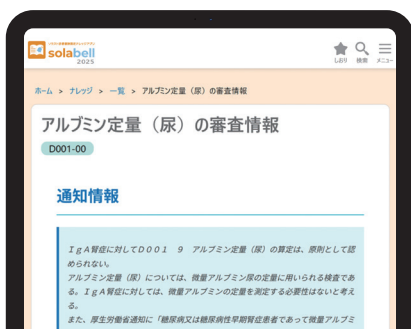 solabell
2025
しおり 検索 メニュー
ホーム > ナレッジ > 一覧 > アルブミン定量（尿）の審査情報
アルブミン定量（尿）の審査情報
D001-00
通知情報
ＩｇＡ腎症に対してＤ００１　９　アルブミン定量（尿）の算定は、原則として認
められない。
アルブミン定量（尿）については、微量アルブミン尿の定量に用いられる検査であ
る。ＩｇＡ腎症に対しては、微量アルブミンの定量を測定する必要性はないと考え
る。
また、厚生労働省通知に「糖尿病又は糖尿病性早期腎症患者であって微量アルブミ